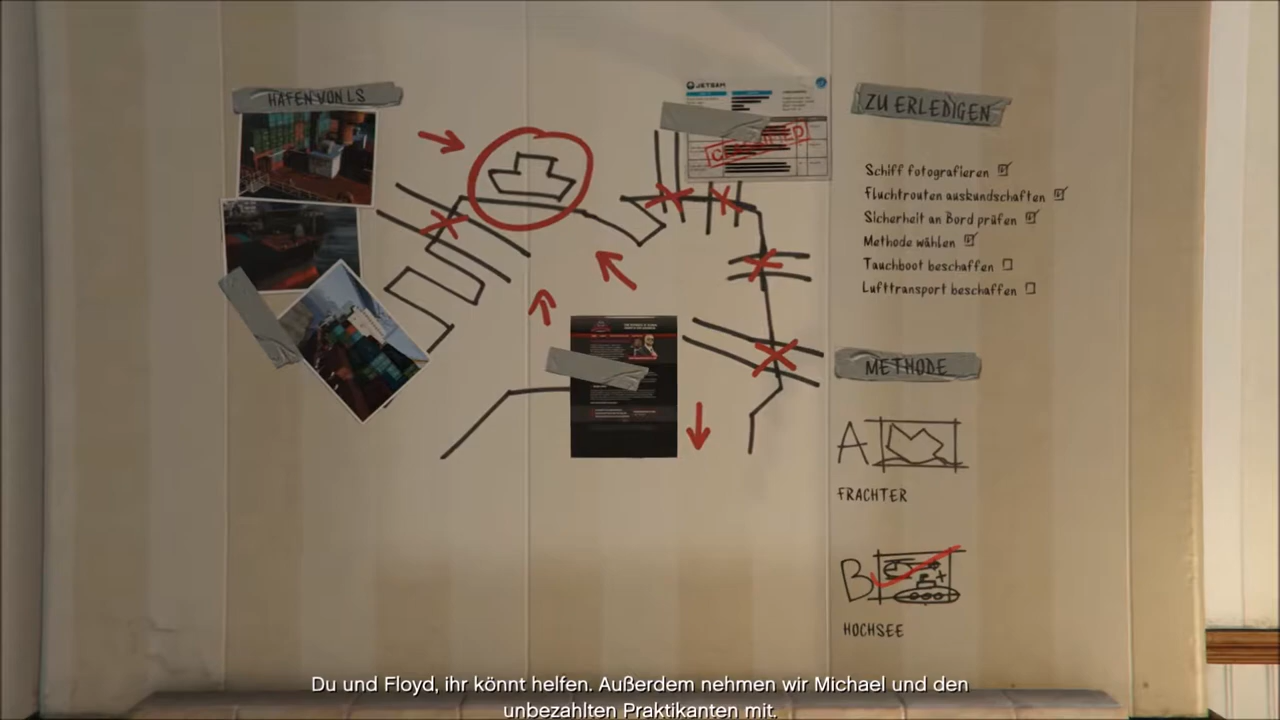 HAFEN VON LS
JETSAM
ZU ERLEDIGEN
Schiff fotografieren
Fluchtrouten auskundschaften
Sicherheit an Bord prüfen
Methode wählen
Tauchboot beschaffen
Lufttransport beschaffen
METHODE
A
FRACHTER
B
HOCHSEE
Du und Floyd, ihr könnt helfen. Außerdem nehmen wir Michael und den
unbezahlten Praktikanten mit.